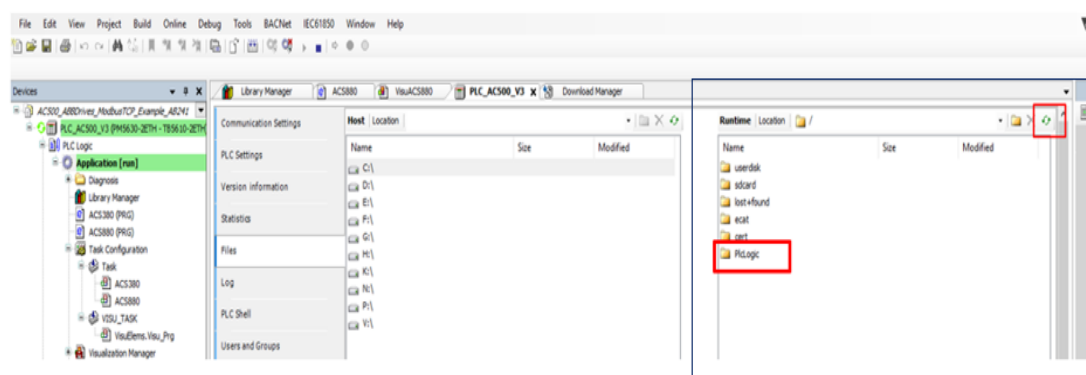 File Edit View Project Build Online Debug Tools BACNet IEC61850 Window Help
Devices
Library Manager
ACS880
VisuACS880
PLC_AC500_V3 X
Download Manager
AC500_ABBDrives_ModbusTCP_Example_AB241
PLC_AC500_V3 (PM5630-2ETH - TB5610-2ETH)
PLC Logic
Application [run]
Diagnosis
Library Manager
ACS380 (PRG)
ACS880 (PRG)
Task Configuration
Task
ACS380
ACS880
VISU_TASK
VisuElems.Visu_Prg
Visualization Manager
Communication Settings
PLC Settings
Version information
Statistics
Files
Log
PLC Shell
Users and Groups
Host Location
Name Size Modified
C:\
D:\
E:\
F:\
G:\
H:\
K:\
N:\
P:\
V:\
Runtime Location /
Name Size Modified
userdisk
sdcard
lost+found
ecat
cert
PlcLogic